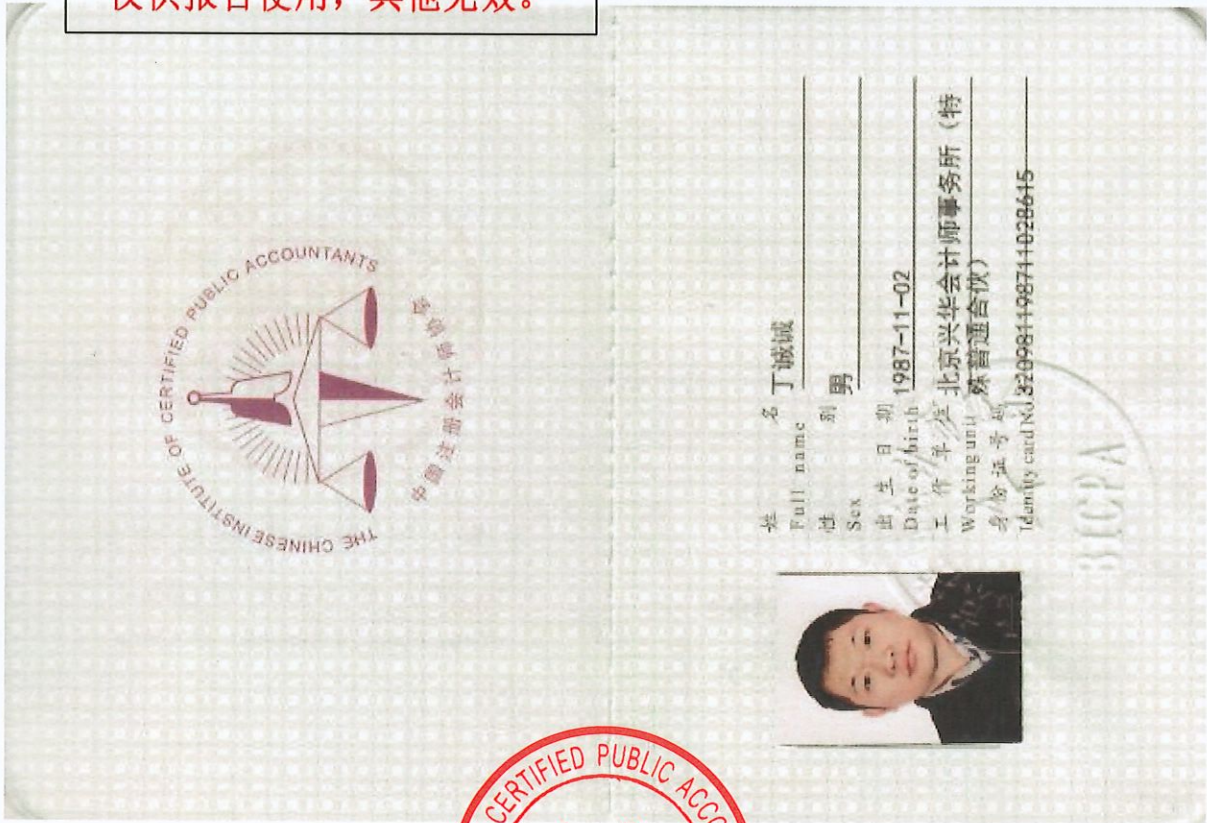 仅供报告使用，其他无效。
THE CHINESE INSTITUTE OF CERTIFIED PUBLIC ACCOUNTANTS
中国注册会计师协会
姓 名 丁诚诚
Full name
性 别 男
Sex
出 生 日 期 1987-11-02
Date of birth
工 作 单 位 北京兴华会计师事务所（特
Working unit 殊普通合伙）
身 份 证 号 码
Identity card No. 320981198711028615
BICPA
CERTIFIED PUBLIC ACCO